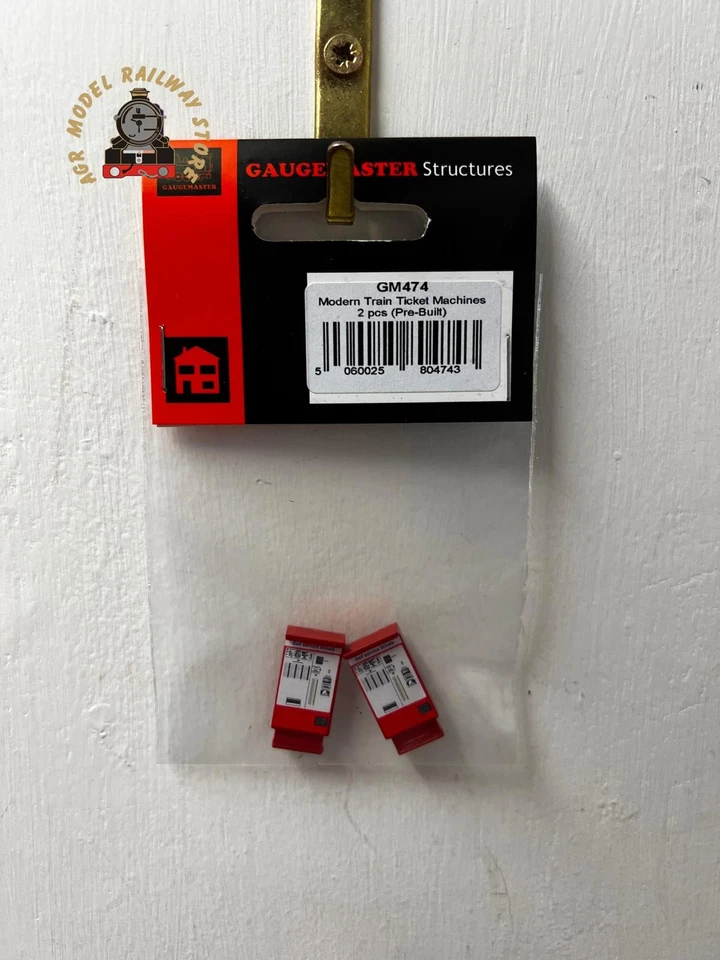 AGR MODEL RAILWAY STORE
GAUGEMASTER
GAUGEMASTER Structures
GM474
Modern Train Ticket Machines
2 pcs (Pre-Built)
5 060025 804743